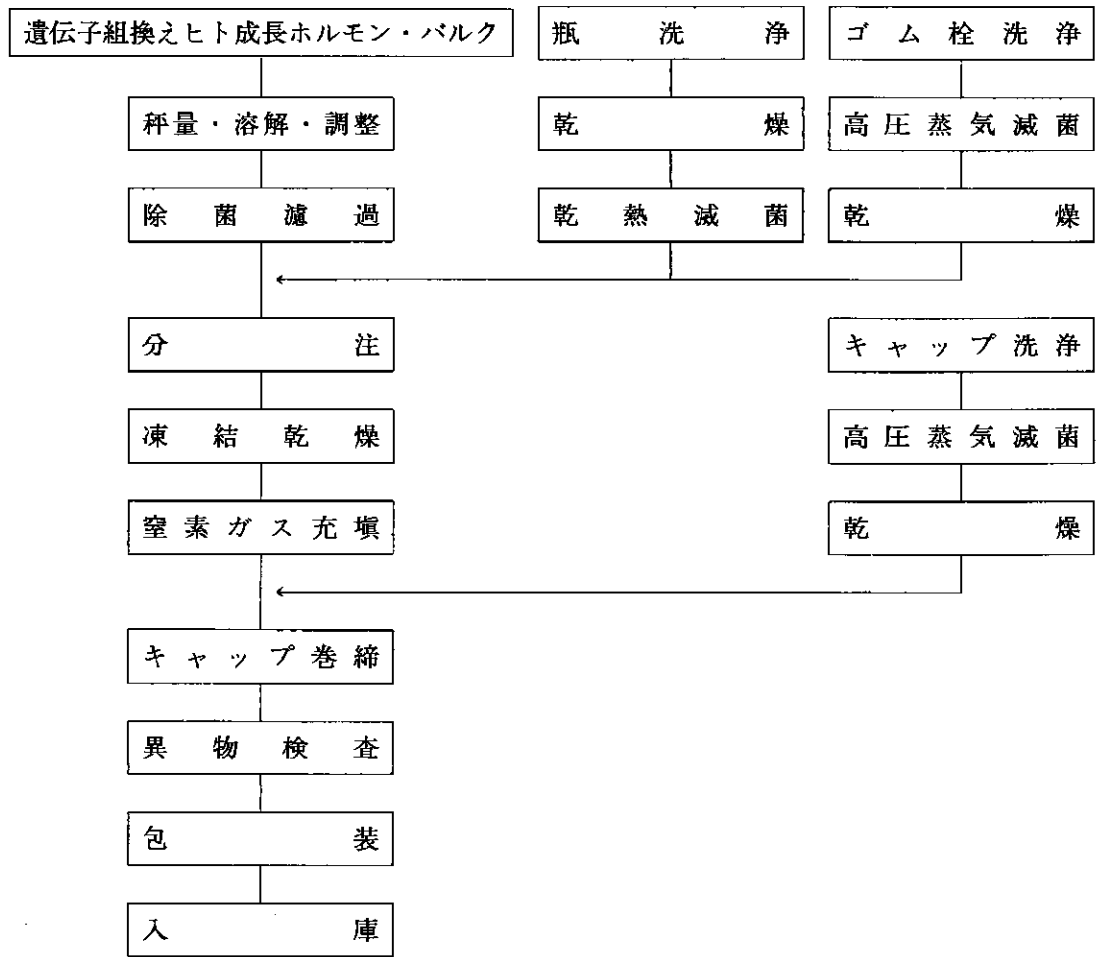 遺伝子組換えヒト成長ホルモン・バルク
瓶洗浄
ゴム栓洗浄
秤量・溶解・調整
乾燥
高圧蒸気滅菌
除菌濾過
乾熱滅菌
乾燥
分注
キャップ洗浄
凍結乾燥
高圧蒸気滅菌
窒素ガス充塡
乾燥
キャップ巻締
異物検査
包装
入庫